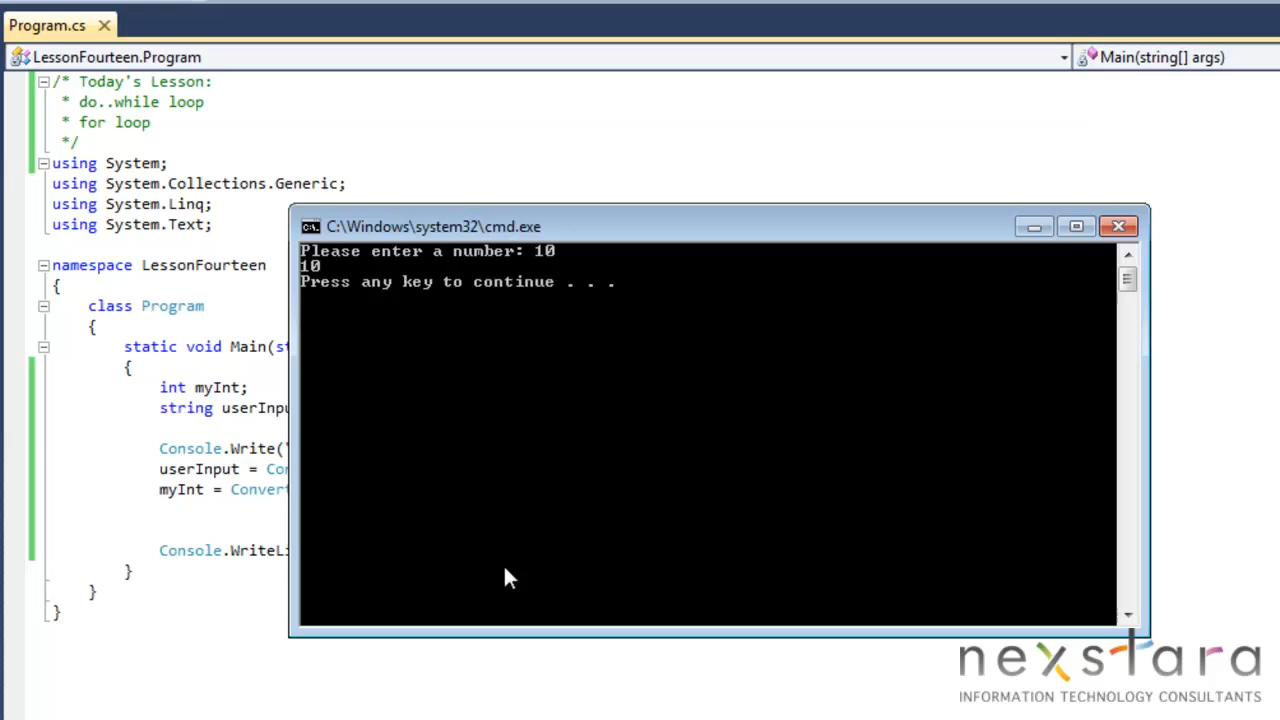 Program.cs
LessonFourteen.Program
Main(string[] args)
/* Today's Lesson:
* do..while loop
* for loop
*/
using System;
using System.Collections.Generic;
using System.Linq;
using System.Text;
namespace LessonFourteen
{
class Program
{
static void Main(
{
int myInt;
string userInpu
Console.Write(
userInput = Co
myInt = Convert
Console.WriteLi
}
}
}
C:\Windows\system32\cmd.exe
Please enter a number: 10
10
Press any key to continue . . .
nexstara
INFORMATION TECHNOLOGY CONSULTANTS